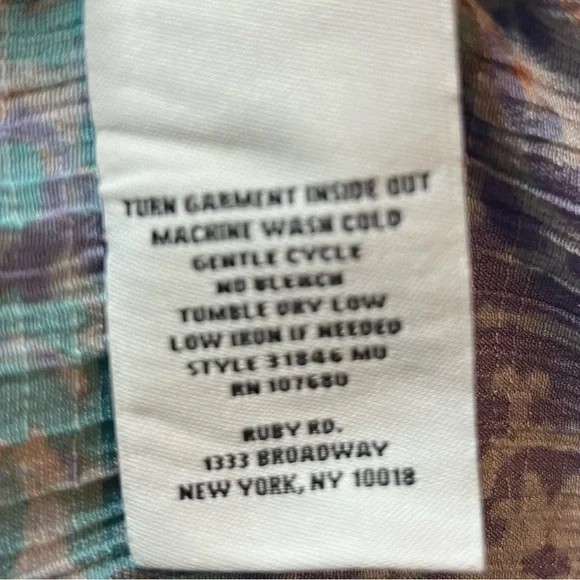 TURN GARMENT INSIDE OUT
MACHINE WASH COLD
GENTLE CYCLE
NO BLEACH
TUMBLE DRY LOW
LOW IRON IF NEEDED
STYLE 31846 MU
RN 107680
RUBY RD.
1333 BROADWAY
NEW YORK, NY 10018